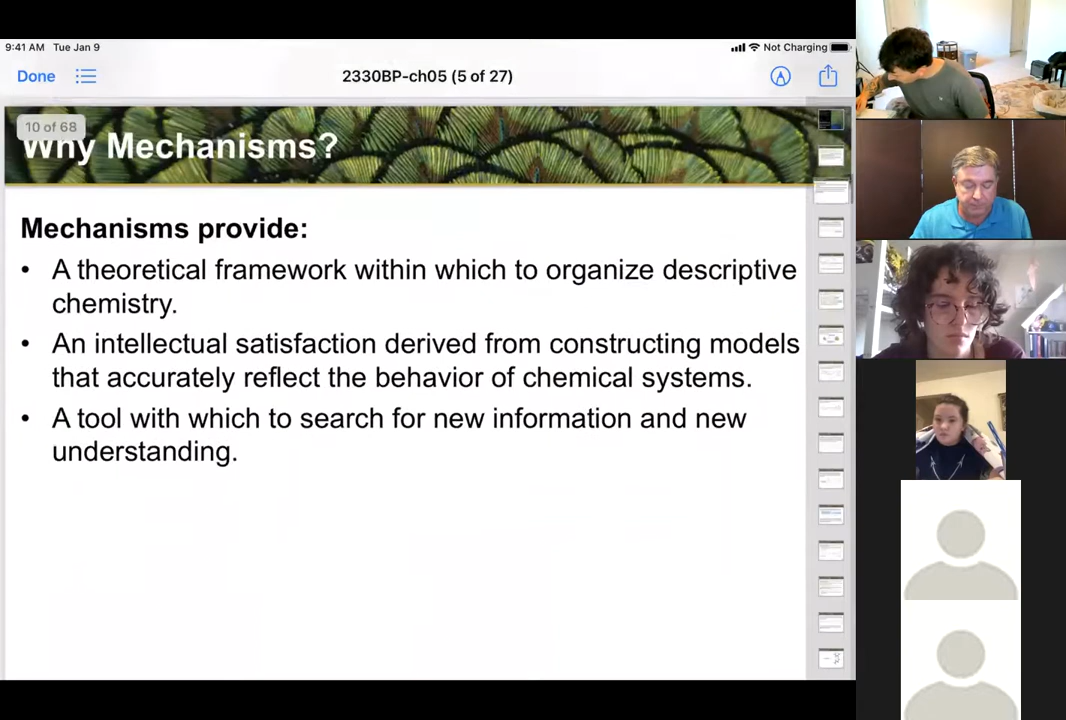 9:41 AM Tue Jan 9
Not Charging
Done
2330BP-ch05 (5 of 27)
10 of 68
Why Mechanisms?
Mechanisms provide:
• A theoretical framework within which to organize descriptive
chemistry.
• An intellectual satisfaction derived from constructing models
that accurately reflect the behavior of chemical systems.
• A tool with which to search for new information and new
understanding.